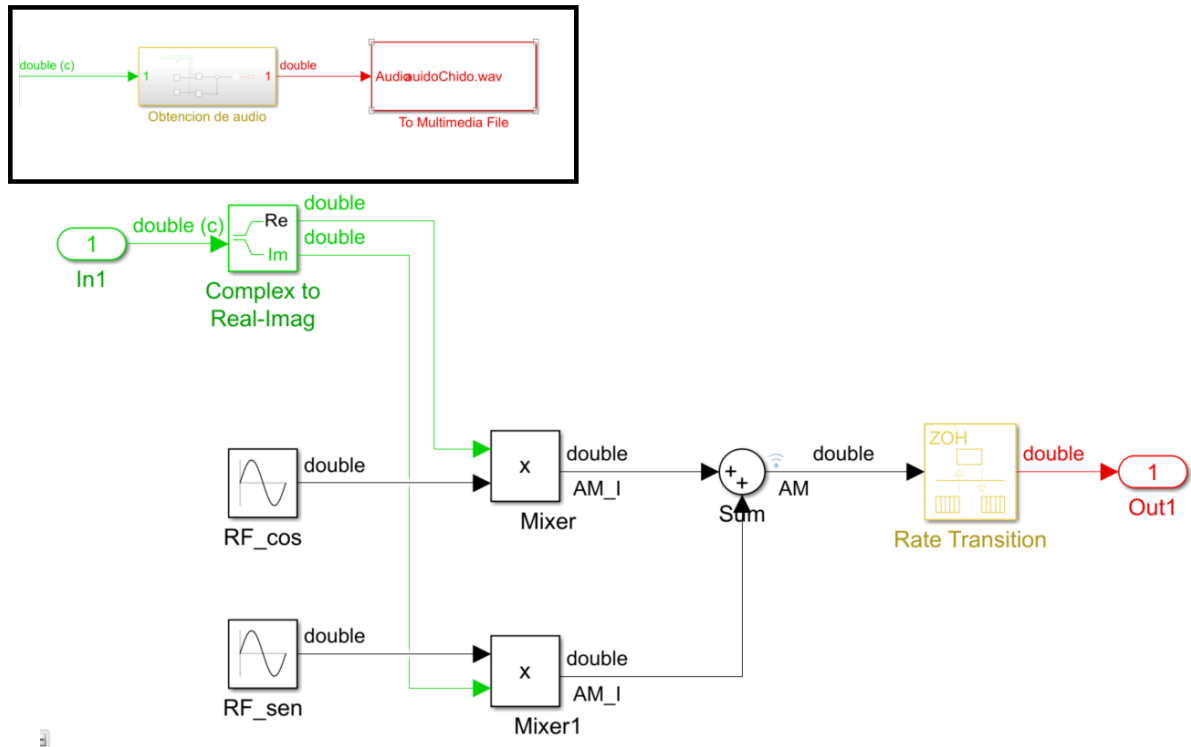 double (c)
1
1
double
Obtencion de audio
AudioauidoChido.wav
To Multimedia File
1
In1
double (c)
Re
Im
double
double
Complex to
Real-Imag
double
RF_cos
x
double
AM_I
Mixer
+
+
Sum
AM
double
ZOH
Rate Transition
double
1
Out1
double
RF_sen
x
double
AM_I
Mixer1